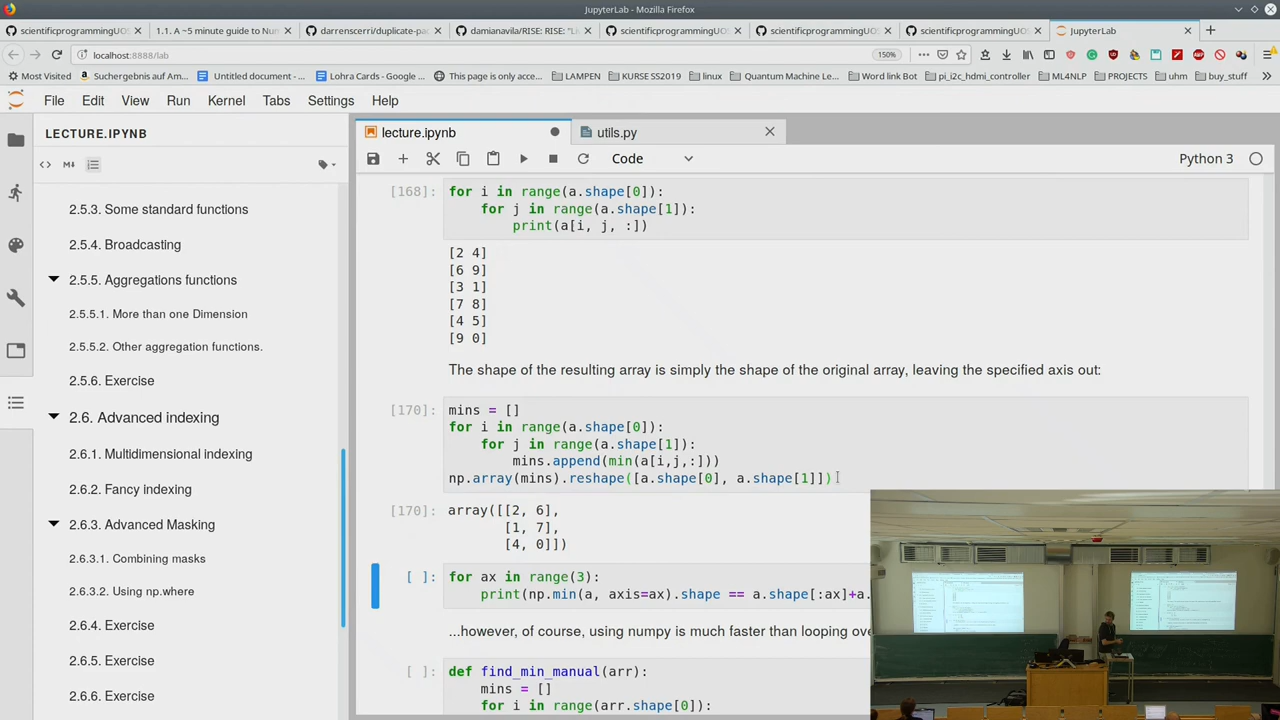 JupyterLab - Mozilla Firefox
scientificprogrammingUOS
1.1. A ~5 minute guide to Nu
darrenscerri/duplicate-pac
damianavila/RISE: RISE: "Li
scientificprogrammingUOS
scientificprogrammingUOS
scientificprogrammingUOS
JupyterLab
localhost:8888/lab
150%
Most Visited
Suchergebnis auf Am...
Untitled document - ...
Lohra Cards - Google ...
This page is only acce...
LAMPEN
KURSE SS2019
linux
Quantum Machine Le...
Word link Bot
pi_i2c_hdmi_controller
ML4NLP
PROJECTS
uhm
buy_stuff
File Edit View Run Kernel Tabs Settings Help
LECTURE.IPYNB
2.5.3. Some standard functions
2.5.4. Broadcasting
2.5.5. Aggregations functions
2.5.5.1. More than one Dimension
2.5.5.2. Other aggregation functions.
2.5.6. Exercise
2.6. Advanced indexing
2.6.1. Multidimensional indexing
2.6.2. Fancy indexing
2.6.3. Advanced Masking
2.6.3.1. Combining masks
2.6.3.2. Using np.where
2.6.4. Exercise
2.6.5. Exercise
2.6.6. Exercise
lecture.ipynb
utils.py
Code
Python 3
[168]: for i in range(a.shape[0]):
for j in range(a.shape[1]):
print(a[i, j, :])
[2 4]
[6 9]
[3 1]
[7 8]
[4 5]
[9 0]
The shape of the resulting array is simply the shape of the original array, leaving the specified axis out:
[170]: mins = []
for i in range(a.shape[0]):
for j in range(a.shape[1]):
mins.append(min(a[i,j,:]))
np.array(mins).reshape([a.shape[0], a.shape[1]])
[170]: array([[2, 6],
[1, 7],
[4, 0]])
[ ]: for ax in range(3):
print(np.min(a, axis=ax).shape == a.shape[:ax]+a.
...however, of course, using numpy is much faster than looping ove
[ ]: def find_min_manual(arr):
mins = []
for i in range(arr.shape[0]):